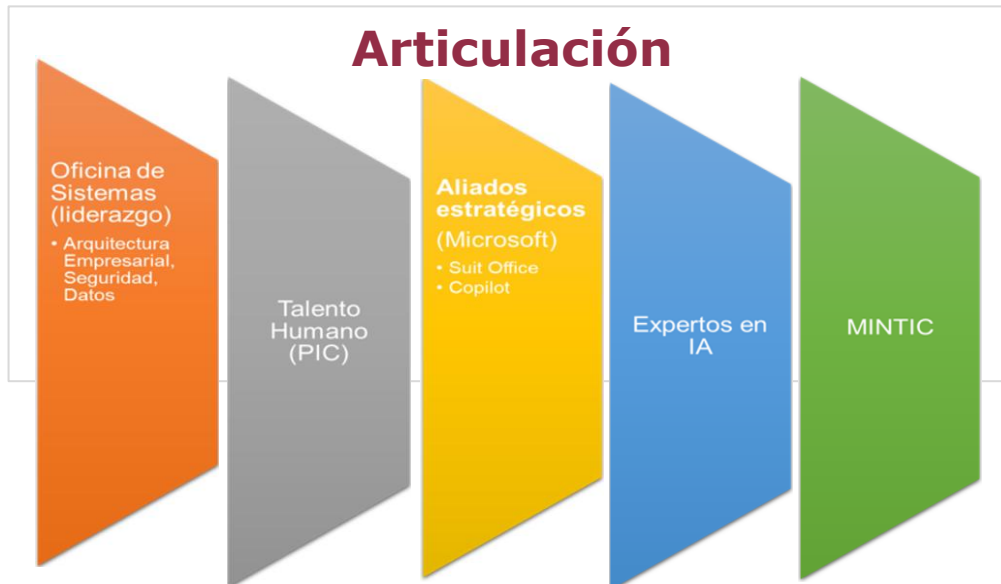 Articulación
Oficina de
Sistemas
(liderazgo)
• Arquitectura
Empresarial,
Seguridad,
Datos
Talento
Humano
(PIC)
Aliados
estratégicos
(Microsoft)
• Suit Office
• Copilot
Expertos en
IA
MINTIC